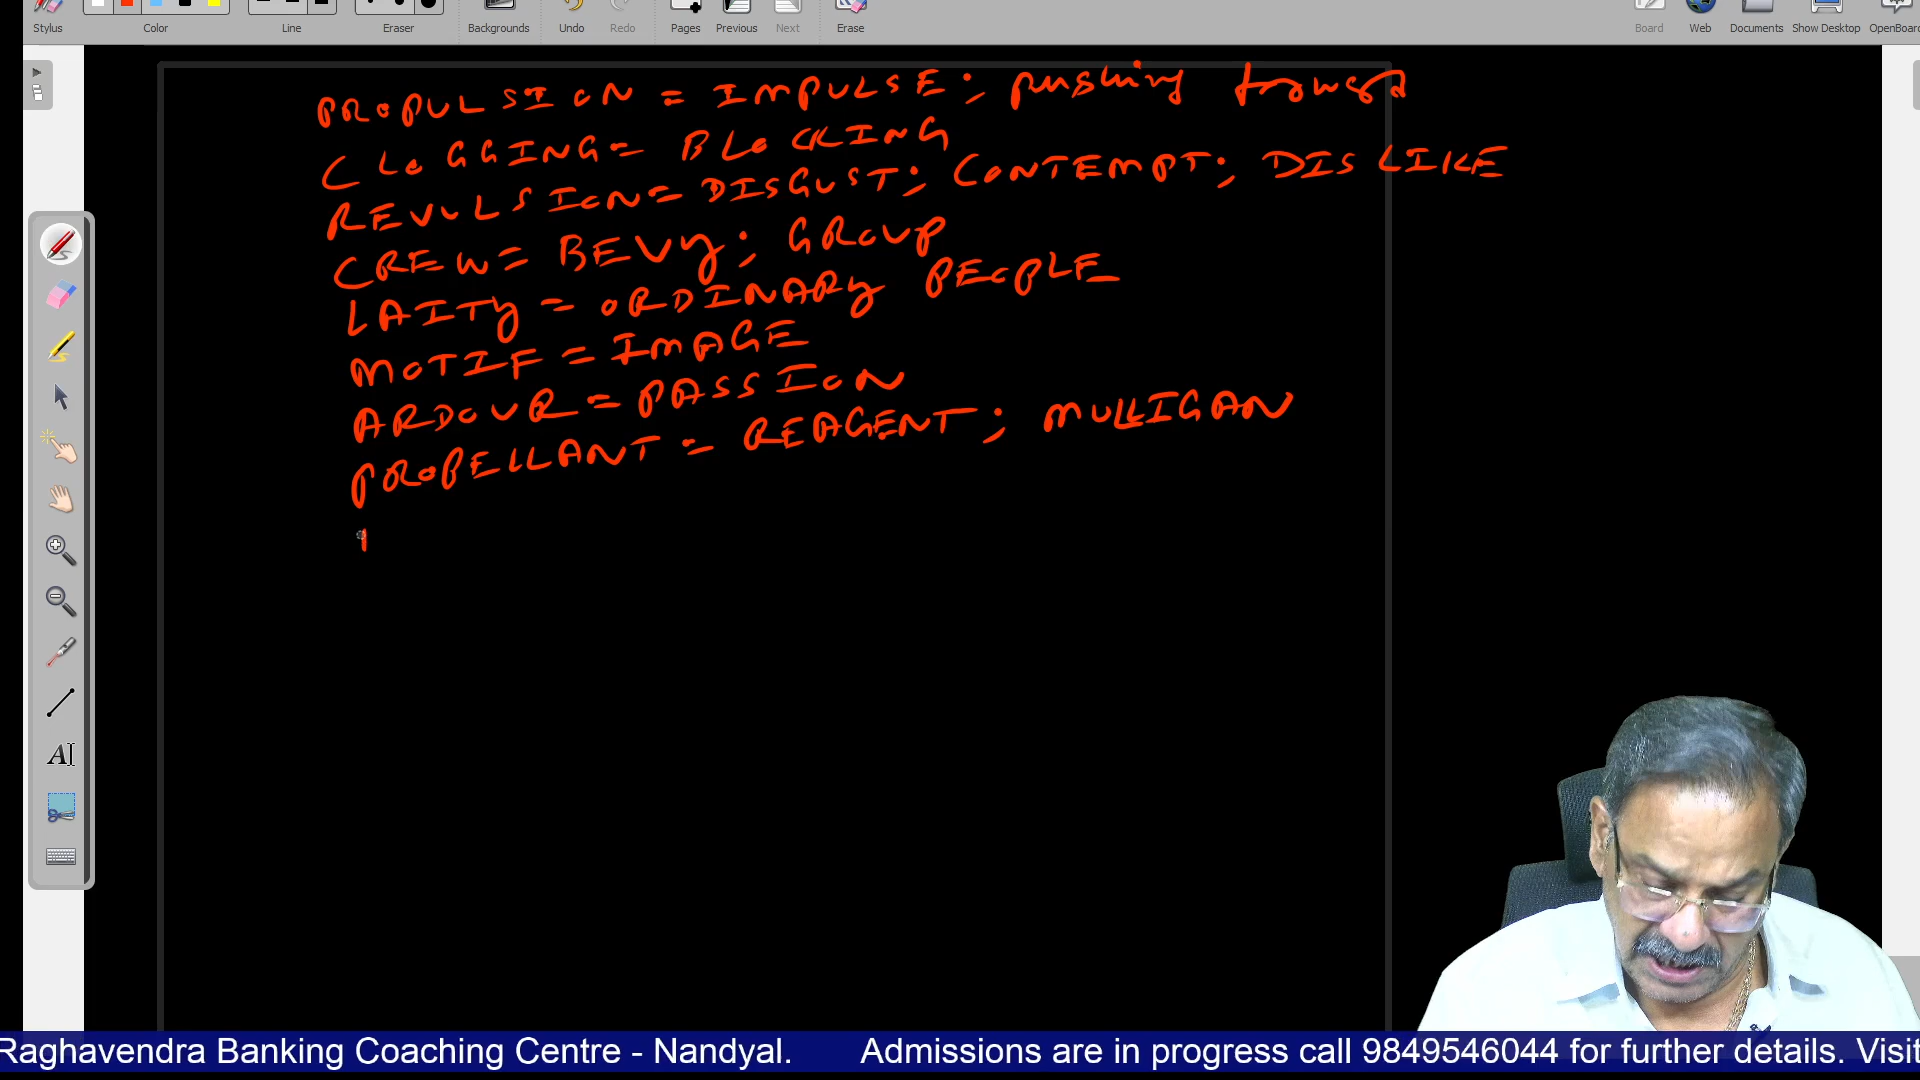 Stylus Color Line Eraser Backgrounds Undo Redo Pages Previous Next Erase Board Web Documents Show Desktop OpenBoard
PROPULSION = IMPULSE; pushing forward
CLOGGING = BLOCKING
REVULSION = DISGUST; CONTEMPT; DISLIKE
CREW = BEVY; GROUP
LAITY = ORDINARY PEOPLE
MOTIF = IMAGE
ARDOUR = PASSION
PROPELLANT = REAGENT; MULLIGAN
Raghavendra Banking Coaching Centre - Nandyal. Admissions are in progress call 9849546044 for further details. Visit